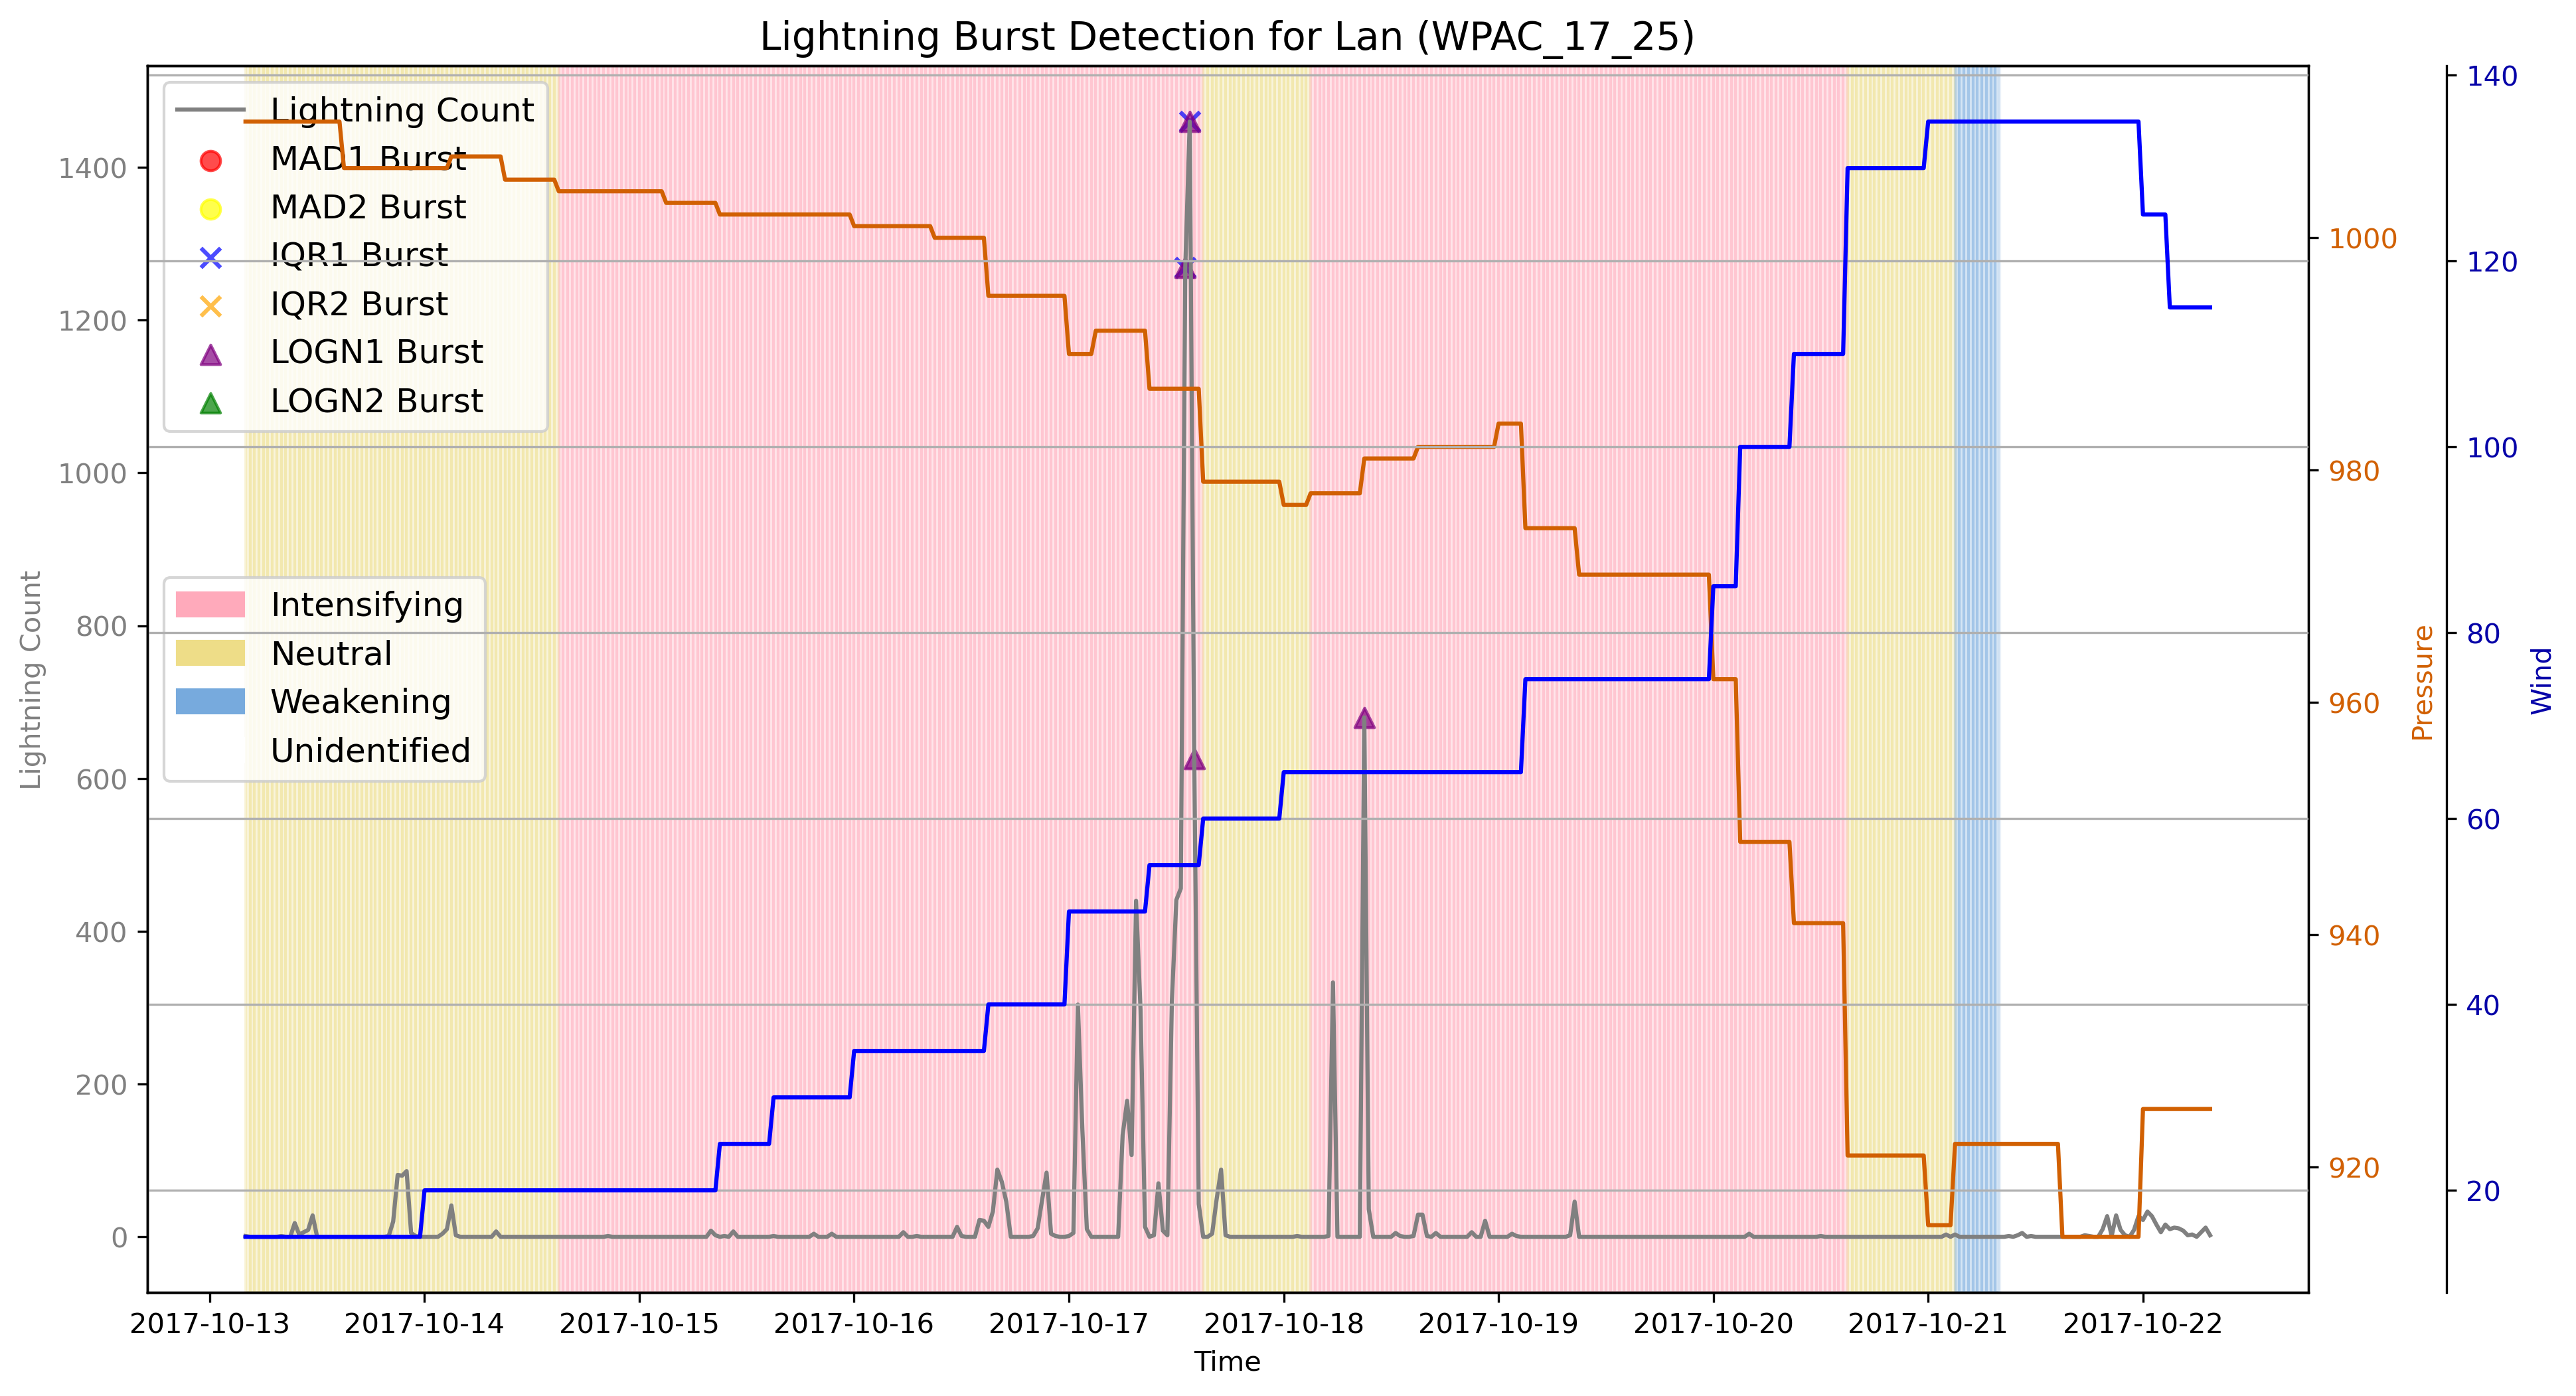 Lightning Burst Detection for Lan (WPAC_17_25)
Lightning Count
MAD1 Burst
MAD2 Burst
IQR1 Burst
IQR2 Burst
LOGN1 Burst
LOGN2 Burst
Intensifying
Neutral
Weakening
Unidentified
Lightning Count
1400
1200
1000
800
600
400
200
0
1000
980
960
940
920
Pressure
140
120
100
80
60
40
20
Wind
2017-10-13
2017-10-14
2017-10-15
2017-10-16
2017-10-17
2017-10-18
2017-10-19
2017-10-20
2017-10-21
2017-10-22
Time